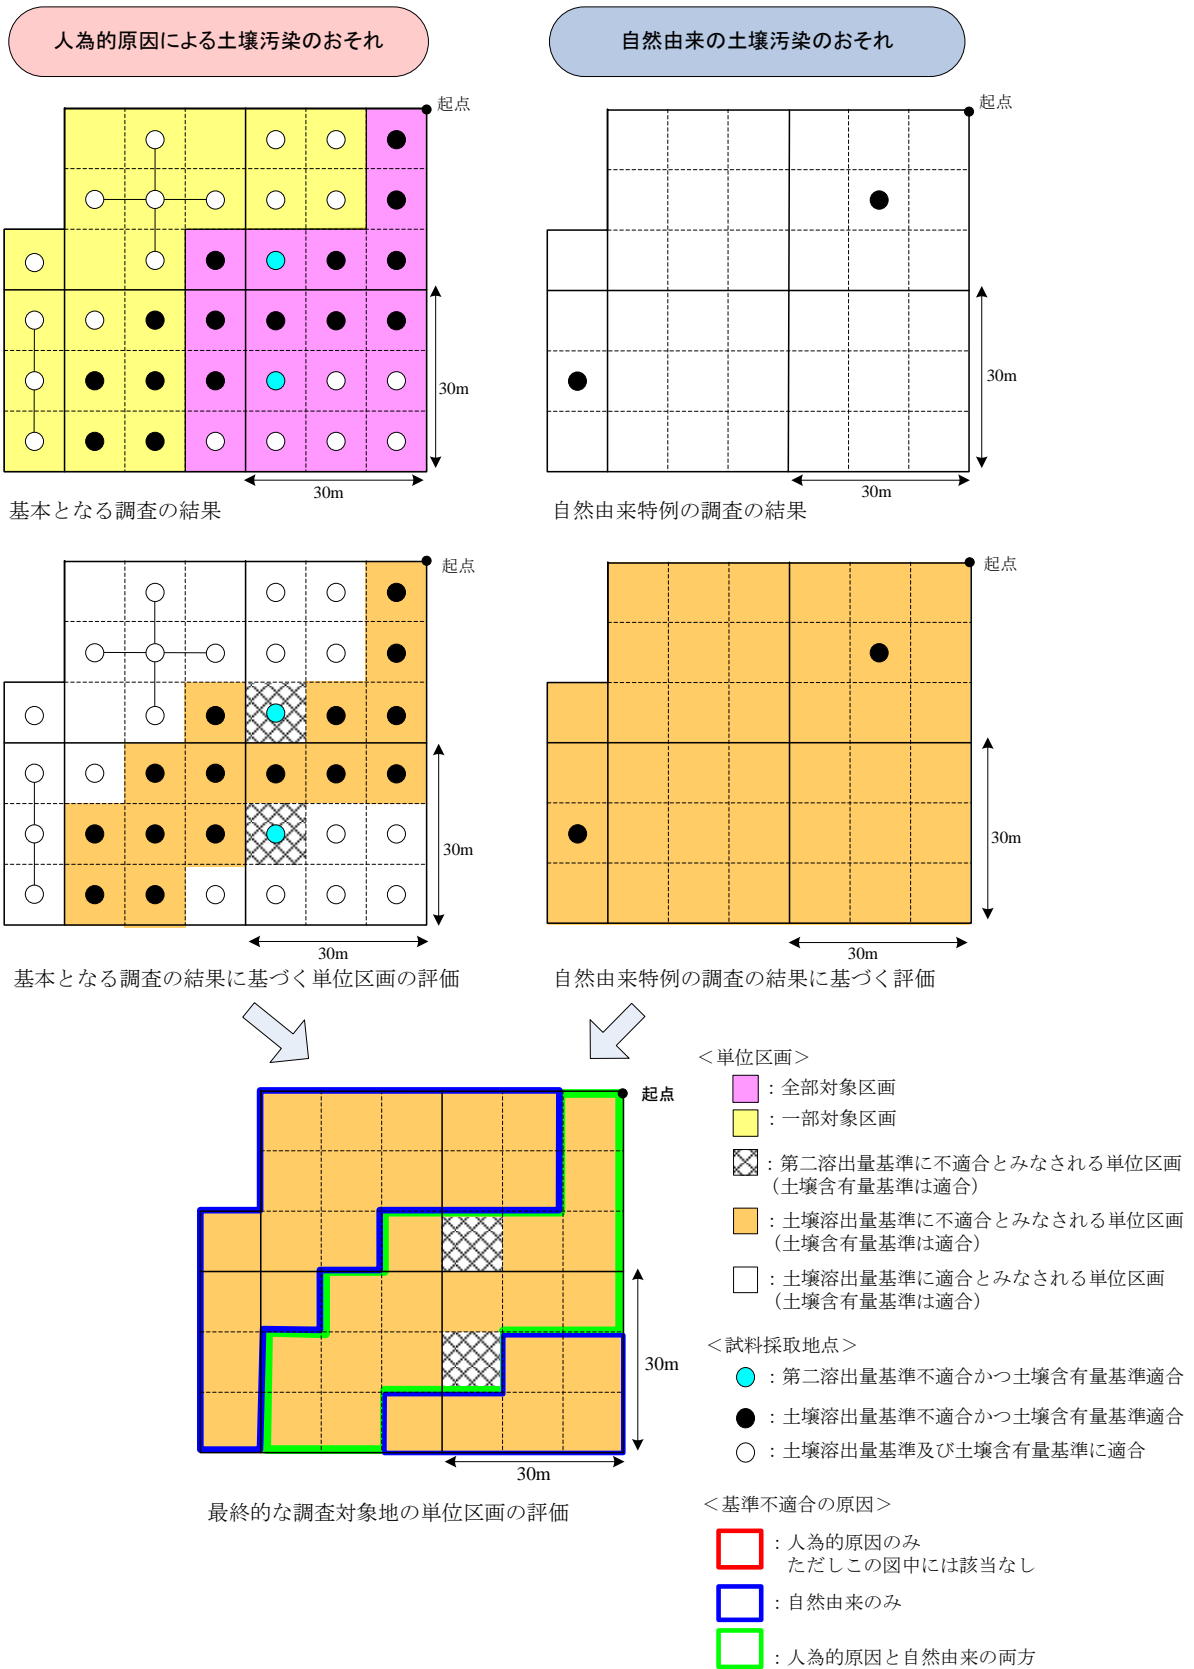 人為的原因による土壌汚染のおそれ
自然由来の土壌汚染のおそれ
起点
30m
30m
基本となる調査の結果
起点
30m
30m
自然由来特例の調査の結果
起点
30m
30m
基本となる調査の結果に基づく単位区画の評価
起点
30m
30m
自然由来特例の調査の結果に基づく評価
起点
30m
30m
最終的な調査対象地の単位区画の評価
＜単位区画＞
：全部対象区画
：一部対象区画
：第二溶出量基準に不適合とみなされる単位区画
（土壌含有量基準は適合）
：土壌溶出量基準に不適合とみなされる単位区画
（土壌含有量基準は適合）
：土壌溶出量基準に適合とみなされる単位区画
（土壌含有量基準は適合）
＜試料採取地点＞
：第二溶出量基準不適合かつ土壌含有量基準適合
：土壌溶出量基準不適合かつ土壌含有量基準適合
：土壌溶出量基準及び土壌含有量基準に適合
＜基準不適合の原因＞
：人為的原因のみ
ただしこの図中には該当なし
：自然由来のみ
：人為的原因と自然由来の両方